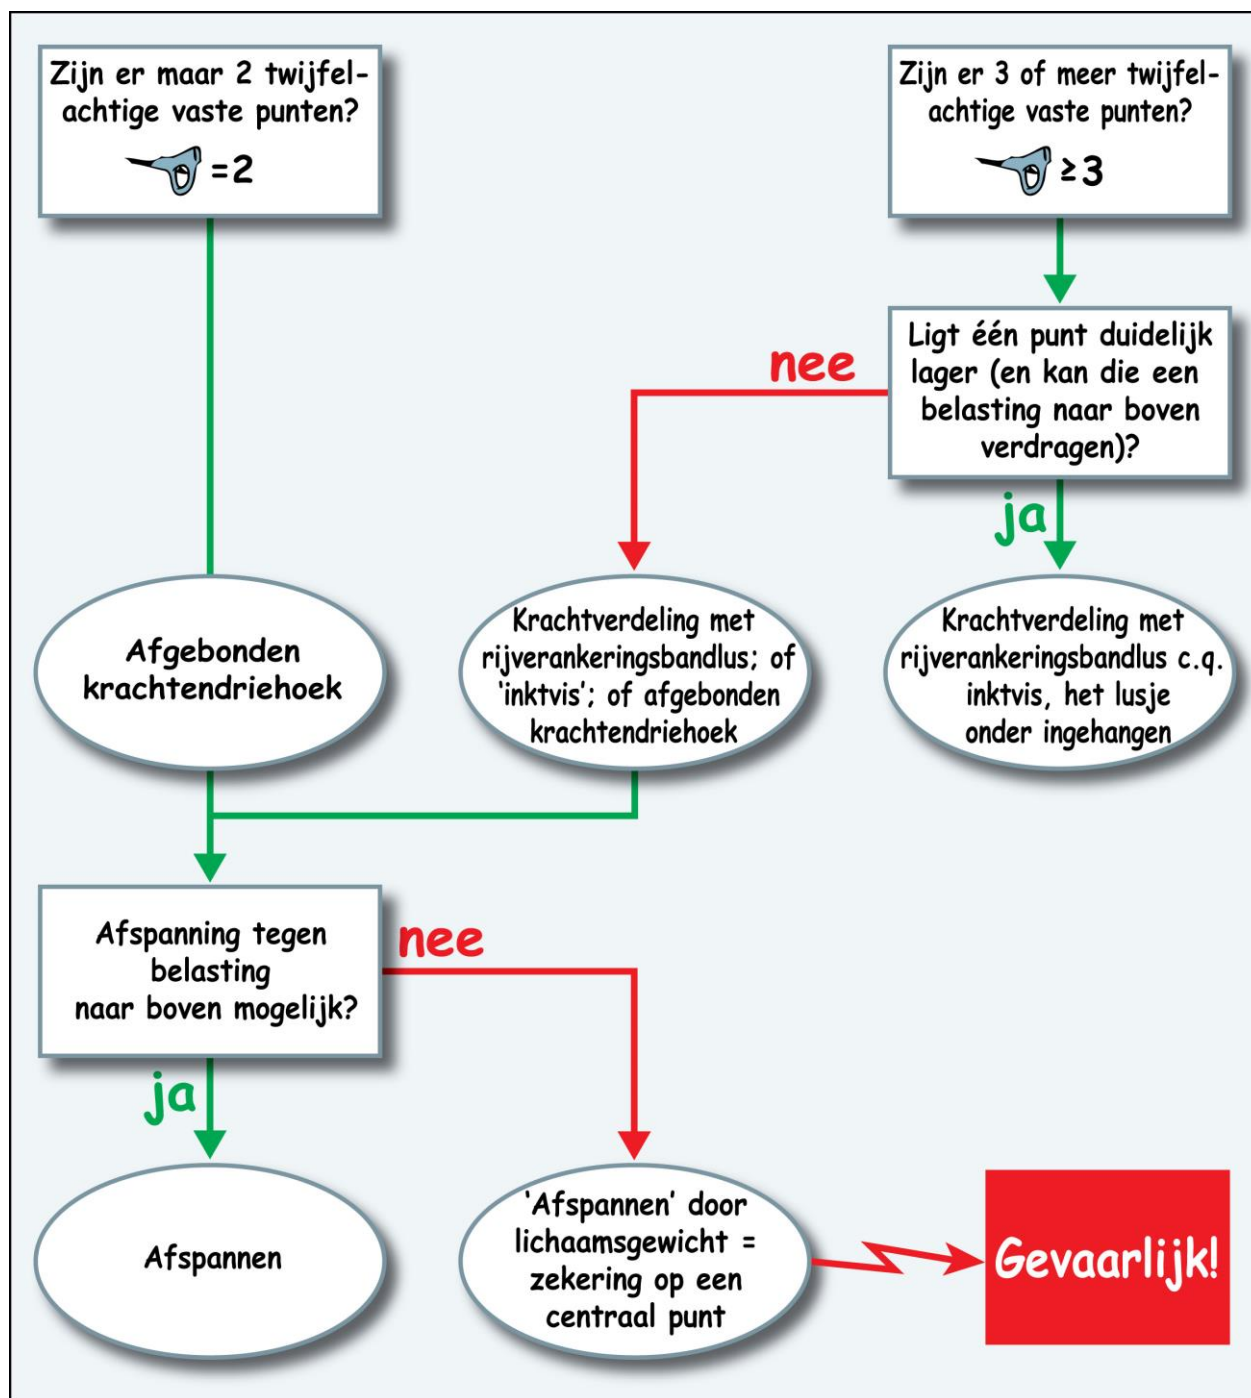 Zijn er maar 2 twijfel-
achtige vaste punten?
=2
Zijn er 3 of meer twijfel-
achtige vaste punten?
≥3
Ligt één punt duidelijk
lager (en kan die een
belasting naar boven
verdragen)?
nee
ja
Afgebonden
krachtendriehoek
Krachtverdeling met
rijverankeringsbandlus; of
‘inktvis’; of afgebonden
krachtendriehoek
Krachtverdeling met
rijverankeringsbandlus c.q.
inktvis, het lusje
onder ingehangen
Afspanning tegen
belasting
naar boven mogelijk?
nee
ja
Afspannen
‘Afspannen’ door
lichaamsgewicht =
zekering op een
centraal punt
Gevaarlijk!